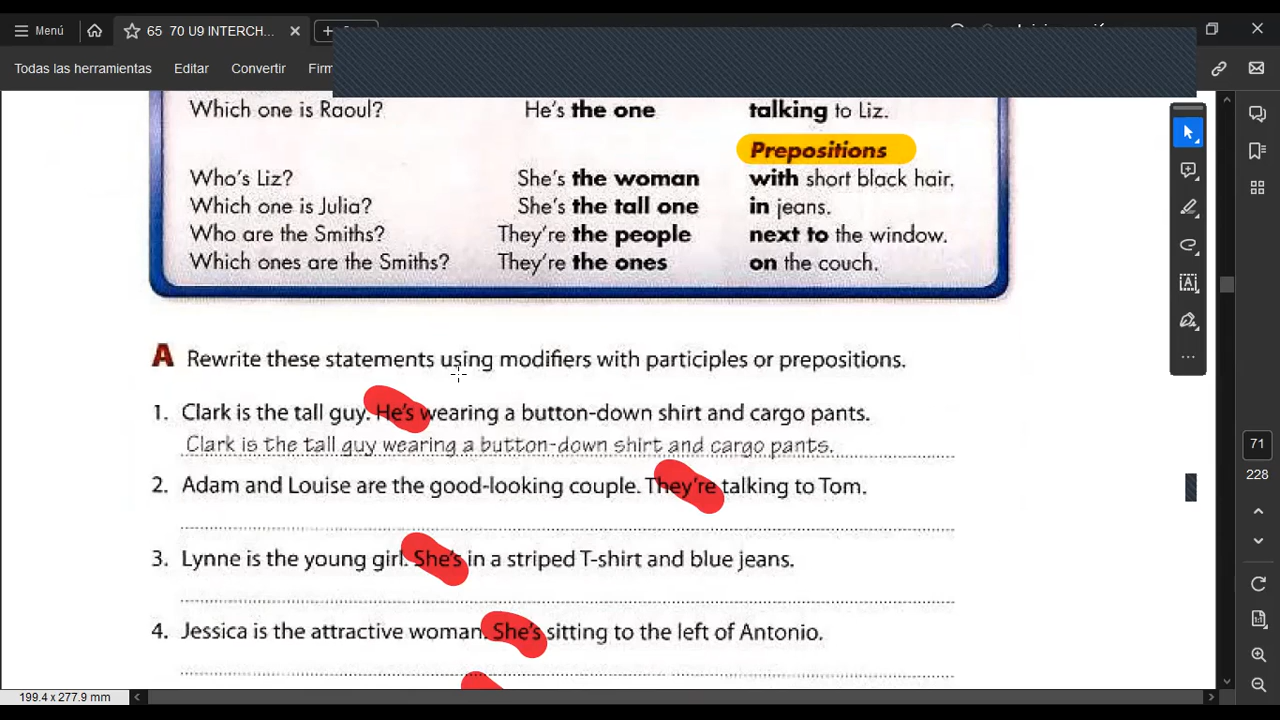 Menú
65 70 U9 INTERCH...
Todas las herramientas Editar Convertir Firm
Which one is Raoul? He's the one talking to Liz.
Prepositions
Who's Liz? She's the woman with short black hair.
Which one is Julia? She's the tall one in jeans.
Who are the Smiths? They're the people next to the window.
Which ones are the Smiths? They're the ones on the couch.
A Rewrite these statements using modifiers with participles or prepositions.
1. Clark is the tall guy. He's wearing a button-down shirt and cargo pants.
Clark is the tall guy wearing a button-down shirt and cargo pants.
2. Adam and Louise are the good-looking couple. They're talking to Tom.
3. Lynne is the young girl. She's in a striped T-shirt and blue jeans.
4. Jessica is the attractive woman. She's sitting to the left of Antonio.
71
228
199.4 x 277.9 mm